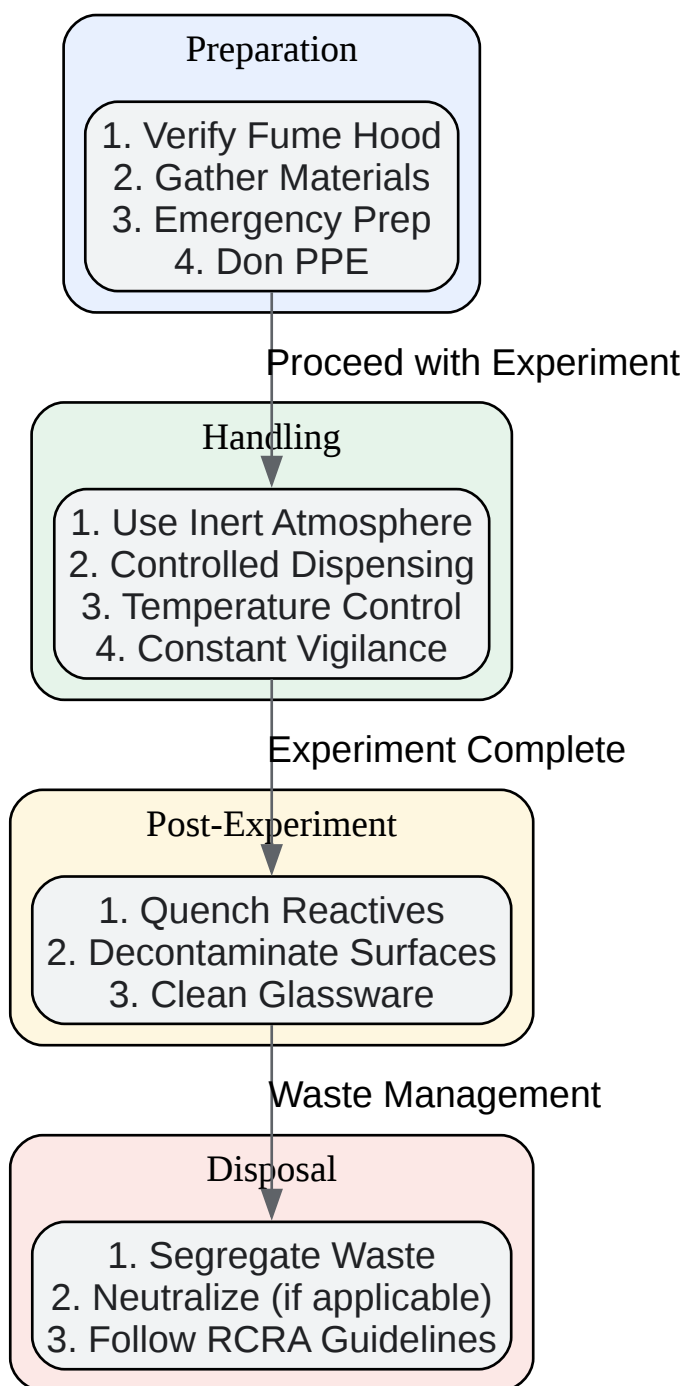 Preparation
1. Verify Fume Hood
2. Gather Materials
3. Emergency Prep
4. Don PPE
Proceed with Experiment
Handling
1. Use Inert Atmosphere
2. Controlled Dispensing
3. Temperature Control
4. Constant Vigilance
Experiment Complete
Post-Experiment
1. Quench Reactives
2. Decontaminate Surfaces
3. Clean Glassware
Waste Management
Disposal
1. Segregate Waste
2. Neutralize (if applicable)
3. Follow RCRA Guidelines